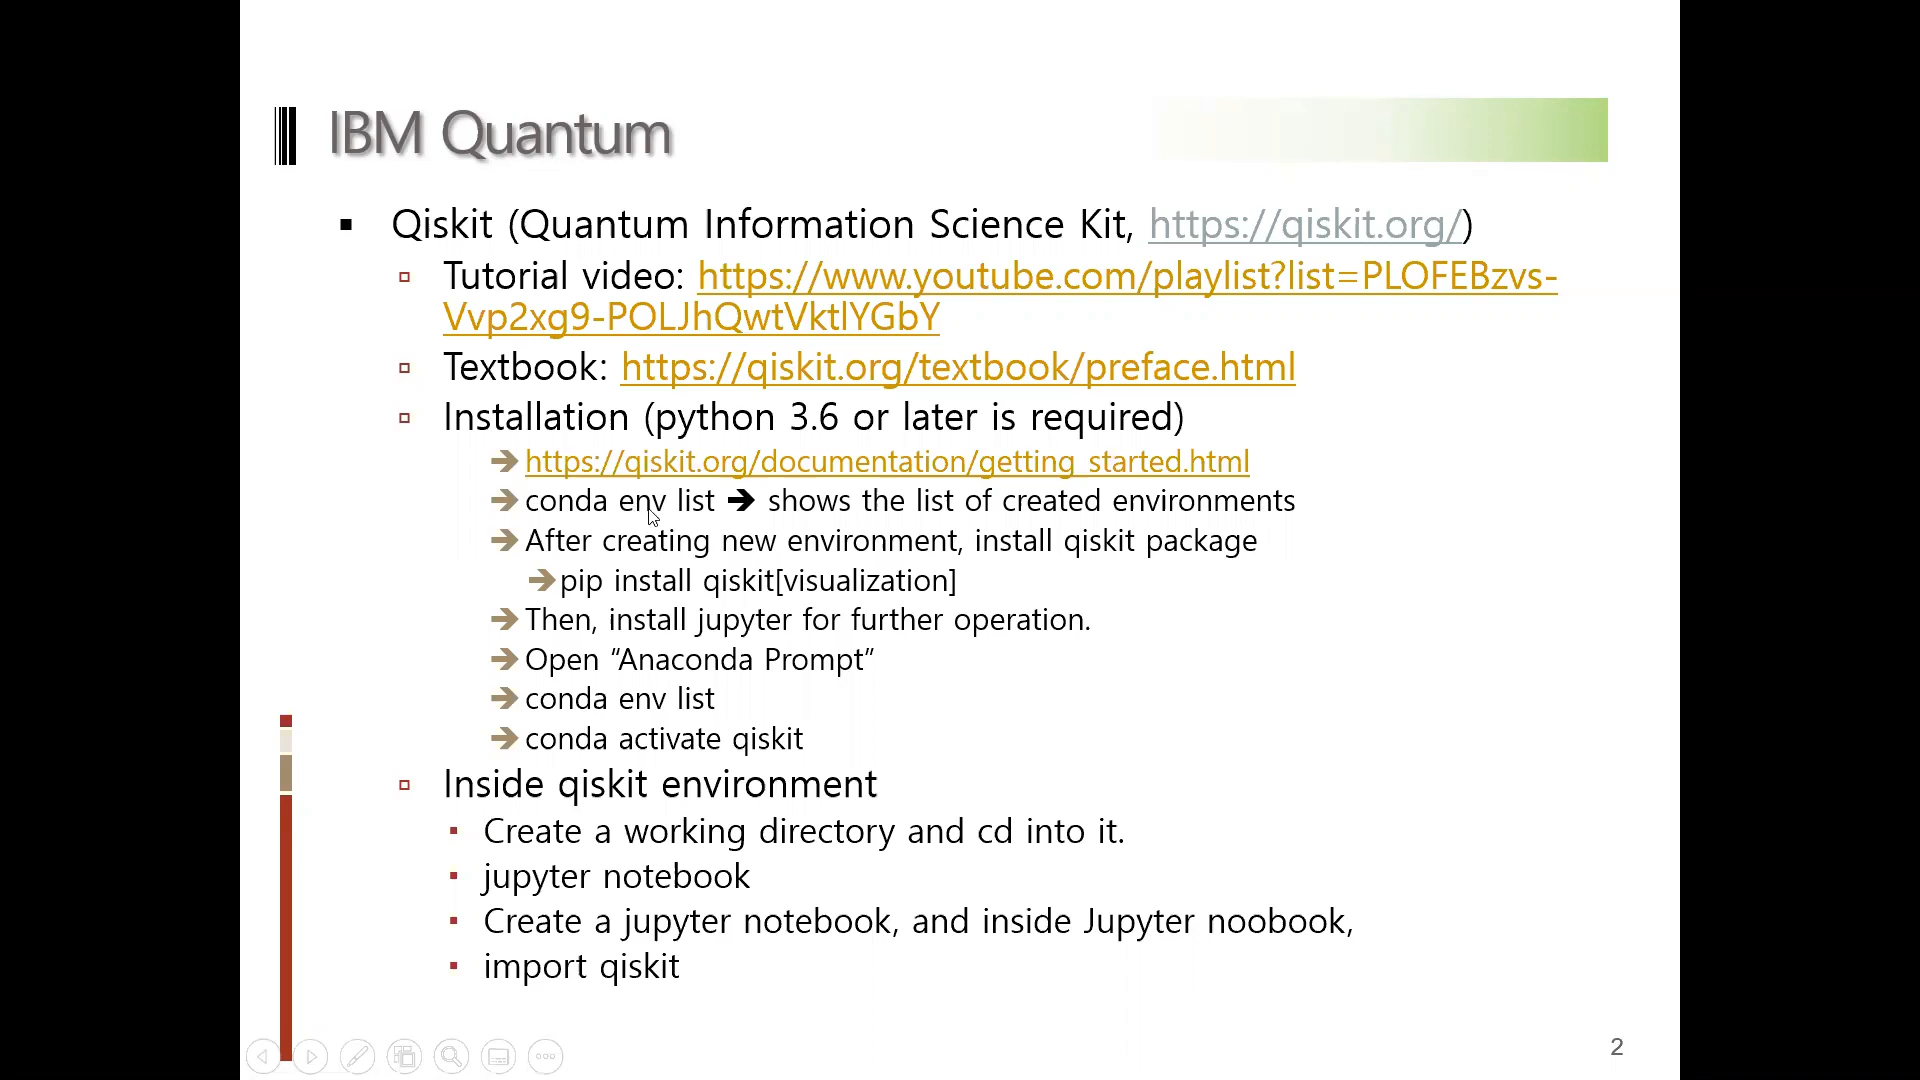 IBM Quantum
Qiskit (Quantum Information Science Kit, https://qiskit.org/)
Tutorial video: https://www.youtube.com/playlist?list=PLOFEBzvs-
Vvp2xg9-POLJhQwtVktlYGbY
Textbook: https://qiskit.org/textbook/preface.html
Installation (python 3.6 or later is required)
https://qiskit.org/documentation/getting_started.html
conda env list ➔ shows the list of created environments
After creating new environment, install qiskit package
pip install qiskit[visualization]
Then, install jupyter for further operation.
Open “Anaconda Prompt”
conda env list
conda activate qiskit
Inside qiskit environment
Create a working directory and cd into it.
jupyter notebook
Create a jupyter notebook, and inside Jupyter noobook,
import qiskit
2